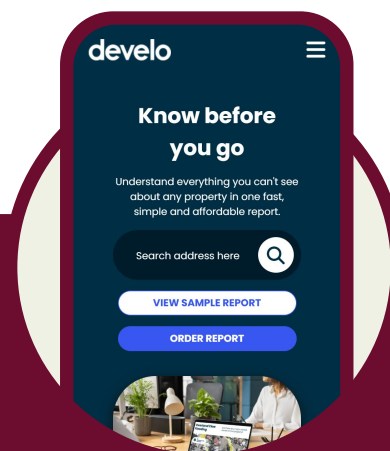 develo
Know before
you go
Understand everything you can't see
about any property in one fast,
simple and affordable report.
Search address here
VIEW SAMPLE REPORT
ORDER REPORT